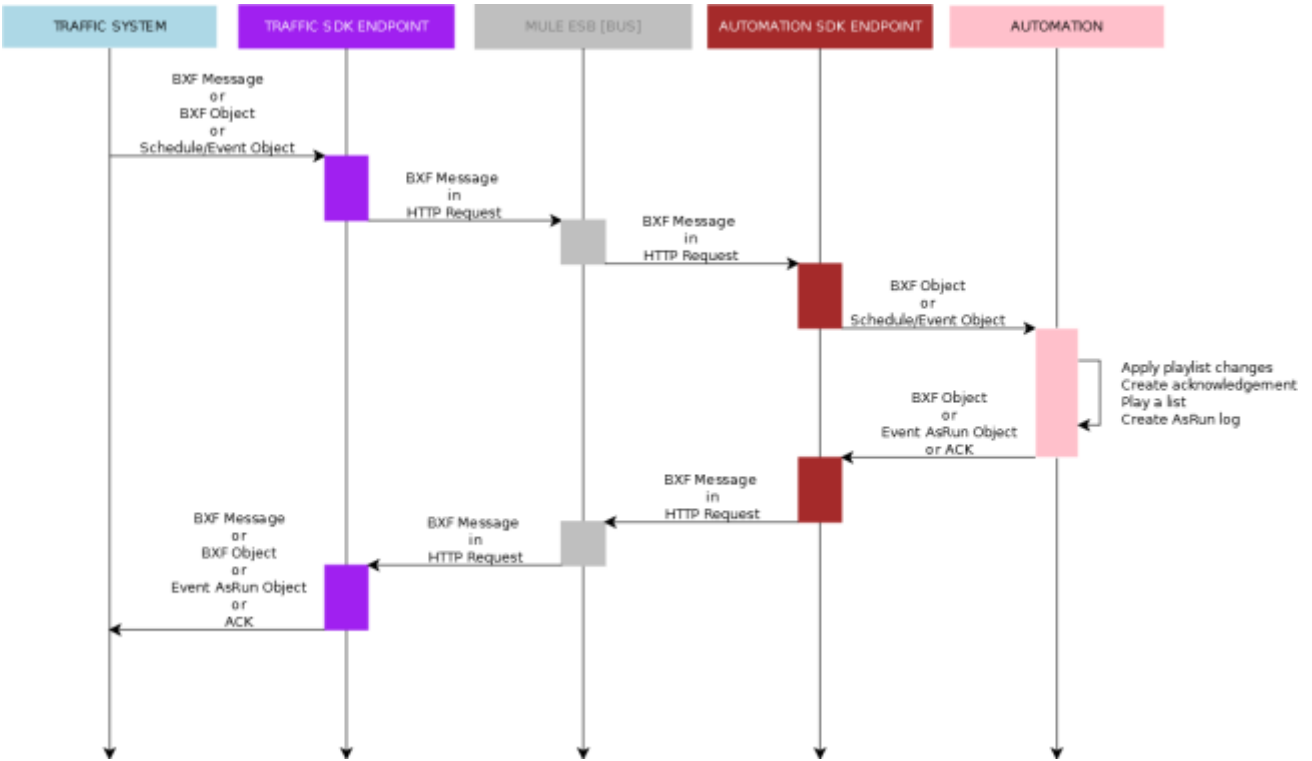 TRAFFIC SYSTEM
TRAFFIC SDK ENDPOINT
MULE ESB [BUS]
AUTOMATION SDK ENDPOINT
AUTOMATION
BXF Message
or
BXF Object
or
Schedule/Event Object
BXF Message
in
HTTP Request
BXF Message
in
HTTP Request
BXF Object
or
Schedule/Event Object
Apply playlist changes
Create acknowledgement
Play a list
Create AsRun log
BXF Object
or
Event AsRun Object
or ACK
BXF Message
in
HTTP Request
BXF Message
in
HTTP Request
BXF Message
or
BXF Object
or
Event AsRun Object
or
ACK